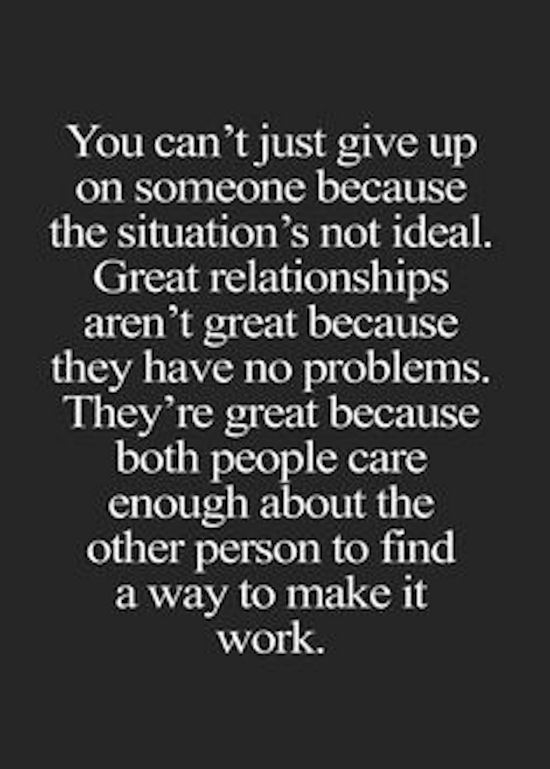 You can’t just give up
on someone because
the situation’s not ideal.
Great relationships
aren’t great because
they have no problems.
They’re great because
both people care
enough about the
other person to find
a way to make it
work.